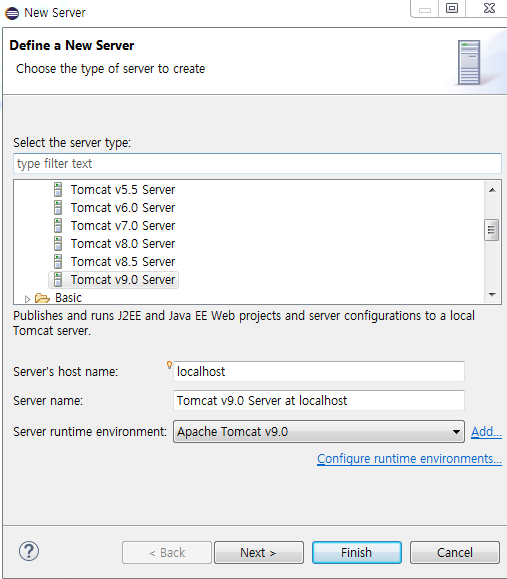 New Server
Define a New Server
Choose the type of server to create
Select the server type:
type filter text
Tomcat v5.5 Server
Tomcat v6.0 Server
Tomcat v7.0 Server
Tomcat v8.0 Server
Tomcat v8.5 Server
Tomcat v9.0 Server
Basic
Publishes and runs J2EE and Java EE Web projects and server configurations to a local
Tomcat server.
Server's host name: localhost
Server name: Tomcat v9.0 Server at localhost
Server runtime environment: Apache Tomcat v9.0 Add...
Configure runtime environments...
? < Back Next > Finish Cancel